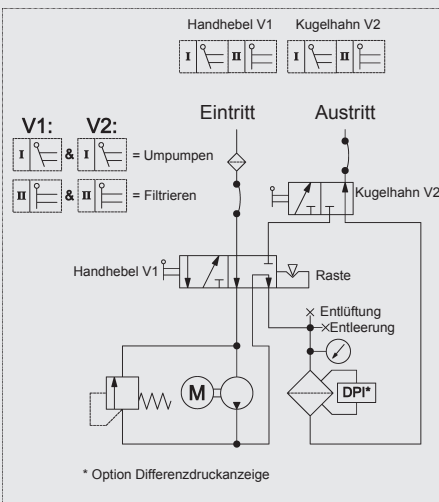 Handhebel V1 Kugelhahn V2
I II I II
Eintritt Austritt
V1: V2:
I & I = Umpumpen
II & II = Filtrieren
Kugelhahn V2
Handhebel V1
Raste
Entlüftung
Entleerung
M
DPI*
* Option Differenzdruckanzeige